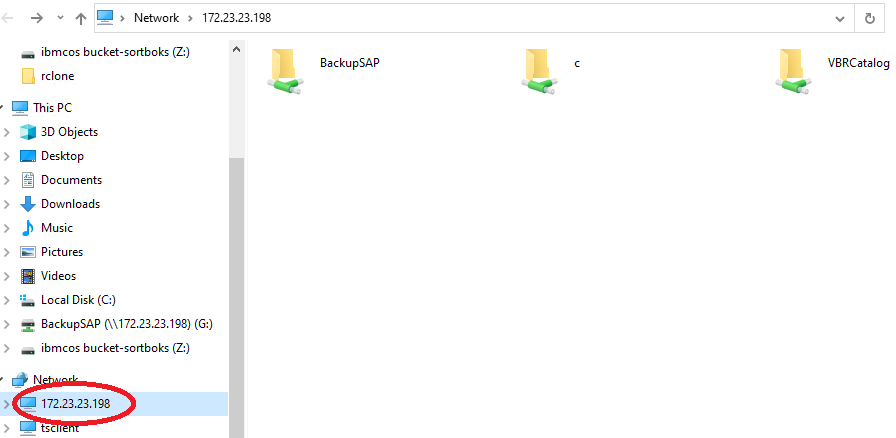 Network 172.23.23.198
ibmcos bucket-sortboks (Z:)
rclone
This PC
3D Objects
Desktop
Documents
Downloads
Music
Pictures
Videos
Local Disk (C:)
BackupSAP (\\172.23.23.198) (G:)
ibmcos bucket-sortboks (Z:)
Network
172.23.23.198
tsclient
BackupSAP
c
VBRCatalog